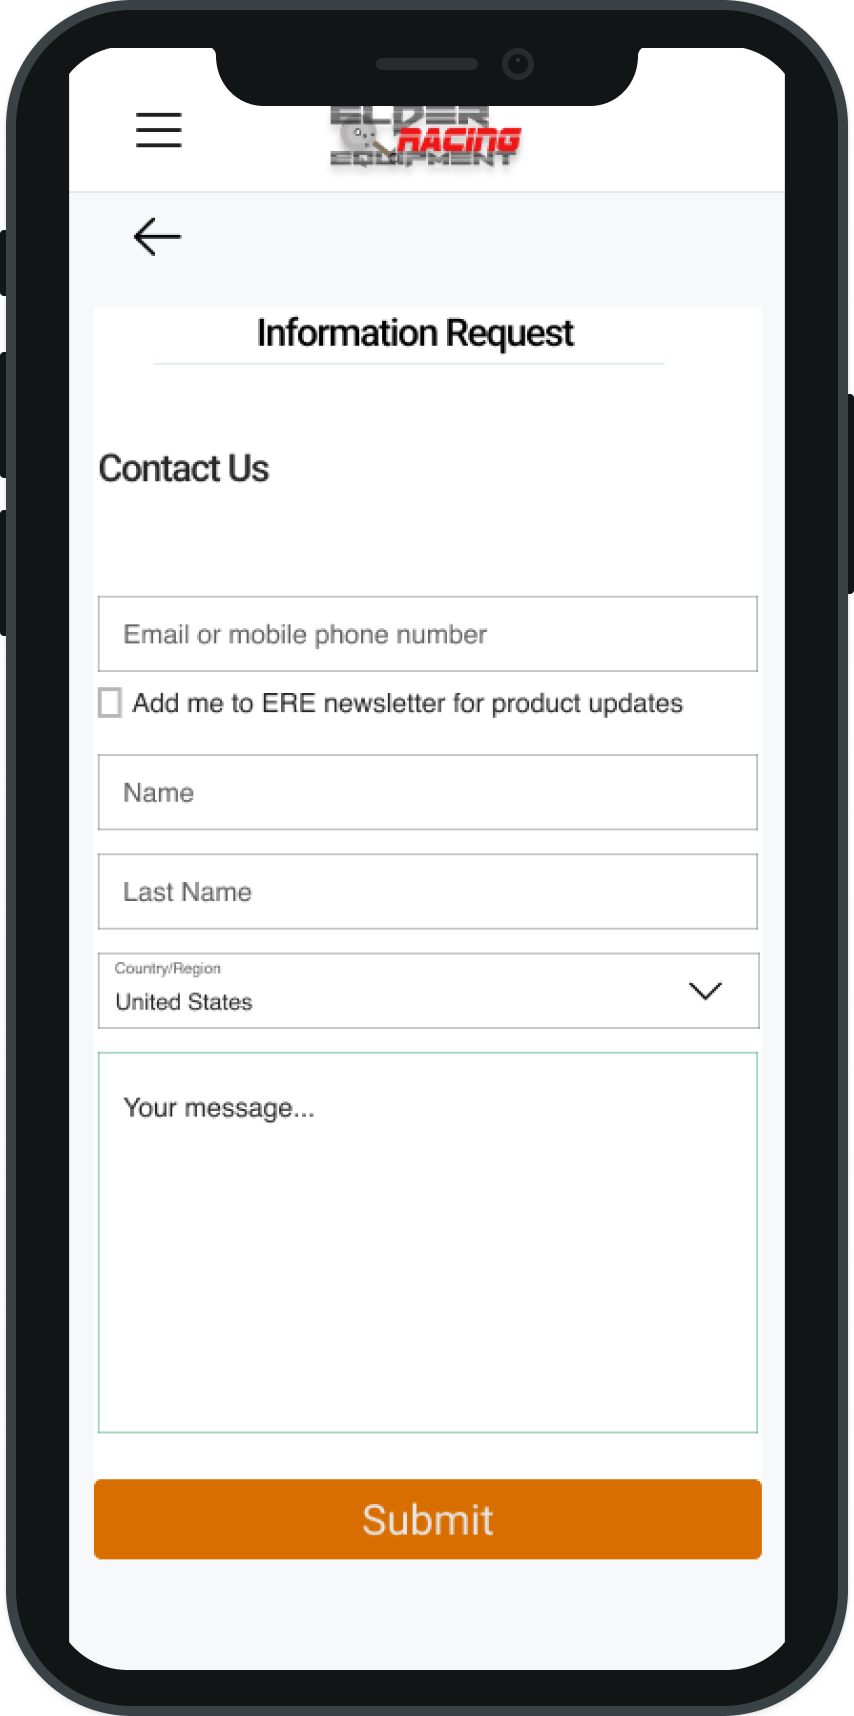 ELDER
RACING
EQUIPMENT
Information Request
Contact Us
Email or mobile phone number
Add me to ERE newsletter for product updates
Name
Last Name
Country/Region
United States
Your message...
Submit